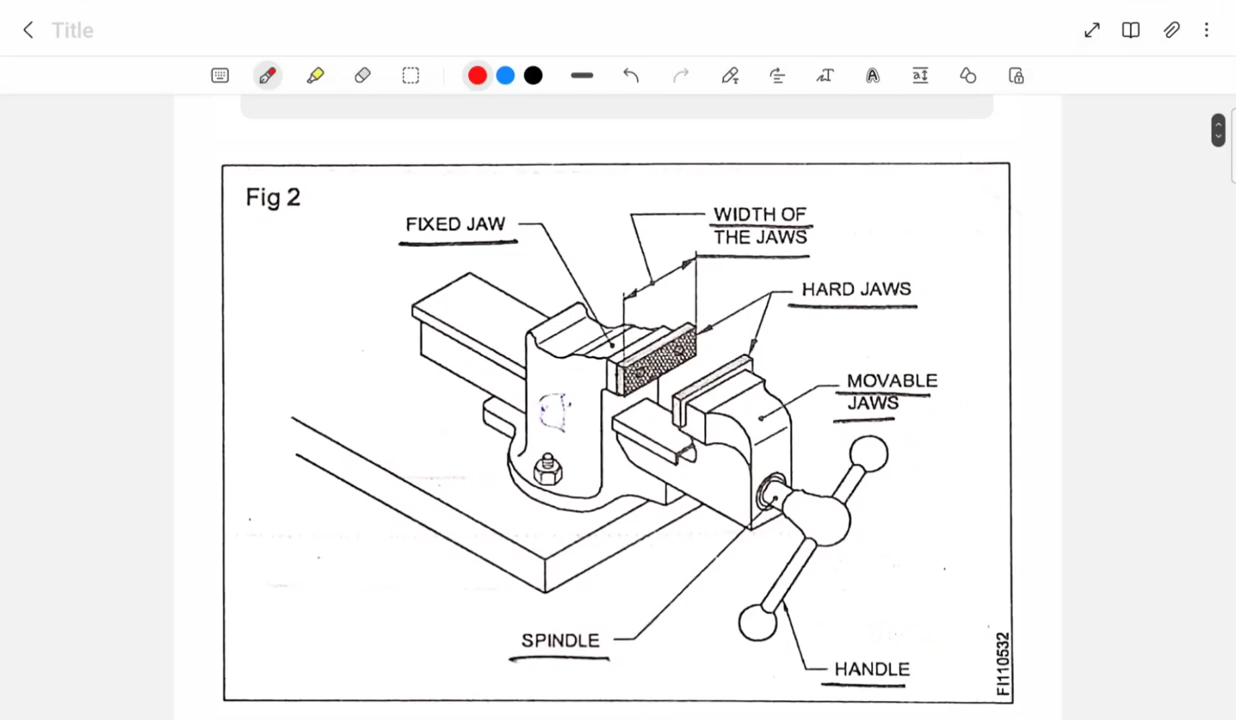 Title
Fig 2
FIXED JAW
WIDTH OF
THE JAWS
HARD JAWS
MOVABLE
JAWS
SPINDLE
HANDLE
FI110532